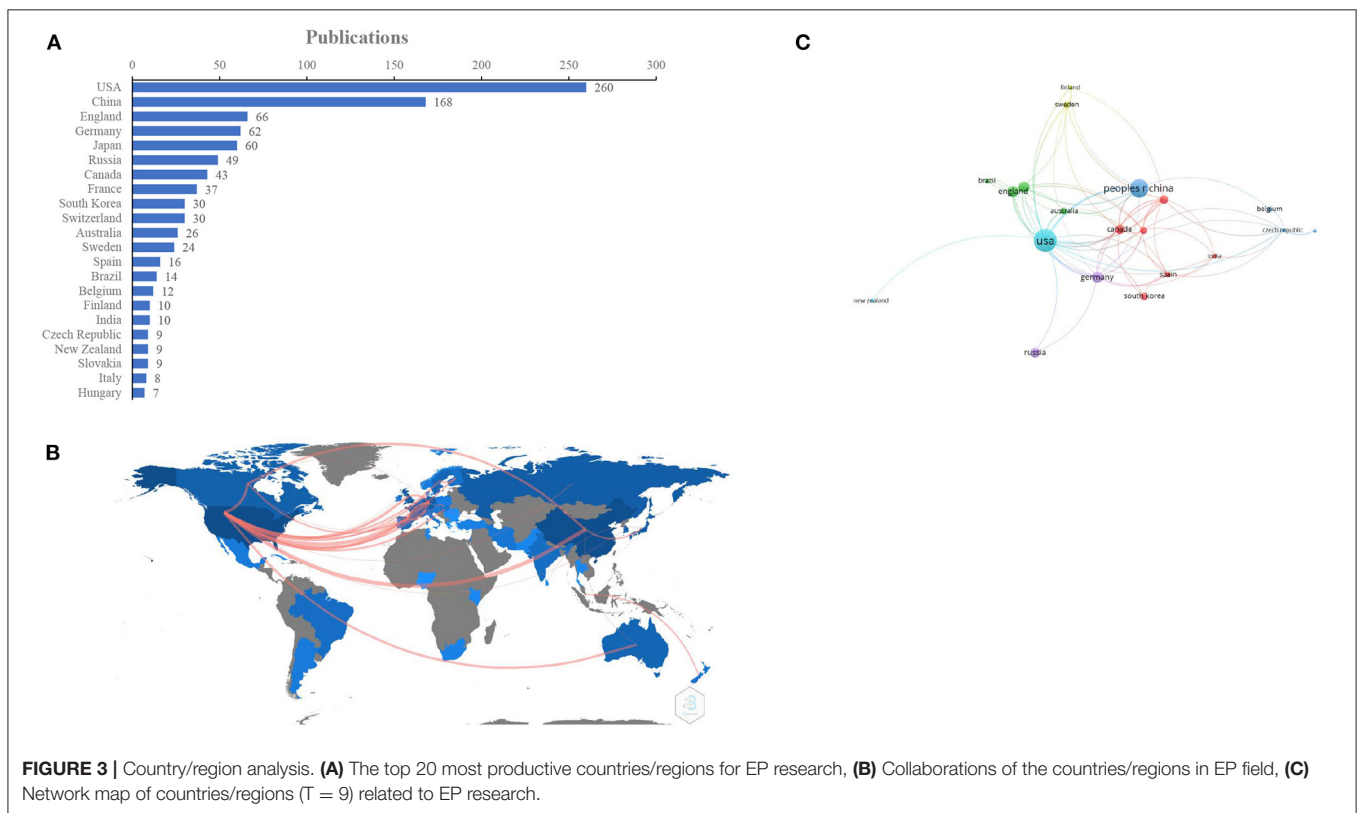 A
Publications
0 50 100 150 200 250 300
USA 260
China 168
England 66
Germany 62
Japan 60
Russia 49
Canada 43
France 37
South Korea 30
Switzerland 30
Australia 26
Sweden 24
Spain 16
Brazil 14
Belgium 12
Finland 10
India 10
Czech Republic 9
New Zealand 9
Slovakia 9
Italy 8
Hungary 7
B
C
finland
sweden
brazil
england
peoples r china
australia
belgium
canada
czech republic
usa
india
germany
spain
south korea
new zealand
russia
FIGURE 3 | Country/region analysis. (A) The top 20 most productive countries/regions for EP research, (B) Collaborations of the countries/regions in EP field, (C)
Network map of countries/regions (T = 9) related to EP research.